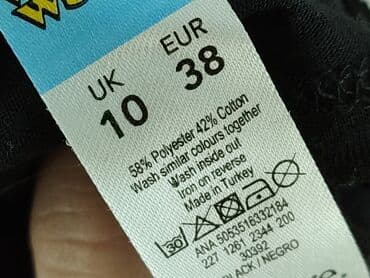 UK EUR
10 38
58% Polyester 42% Cotton
Wash similar colours together
Wash inside out
Iron on reverse
Made in Turkey
30
ANA 5053516332184
227 1261 2344 200
30392
BLACK / NEGRO